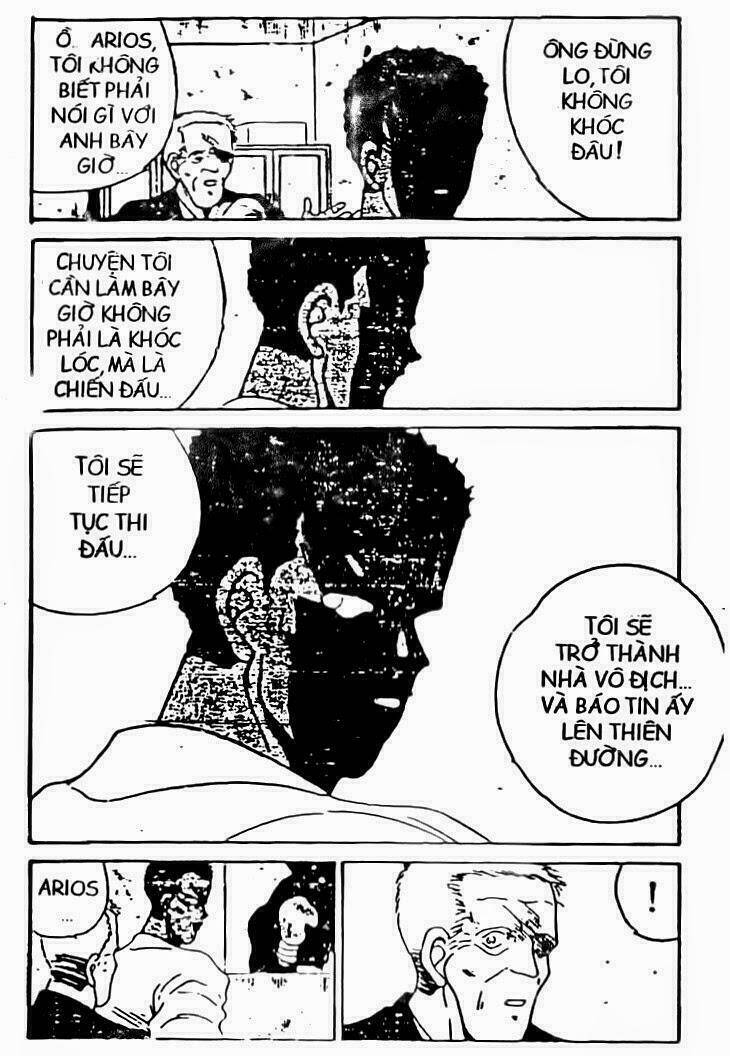 Ồ... ARIOS,
TÔI KHÔNG
BIẾT PHẢI
NÓI GÌ VƠI
ANH BÂY
GIỜ...
ÔNG ĐỪNG
LO, TÔI
KHÔNG
KHÓC
ĐÂU!
CHUYỆN TÔI
CẦN LÀM BÂY
GIỜ KHÔNG
PHẢI LÀ KHÓC
LÓC, MÀ LÀ
CHIẾN ĐẤU...
TÔI SẼ
TIẾP
TỤC THI
ĐẤU...
TÔI SẼ
TRỞ THÀNH
NHÀ VÔ ĐỊCH...
VÀ BÁO TIN ẤY
LÊN THIÊN
ĐƯỜNG...
ARIOS
...
!